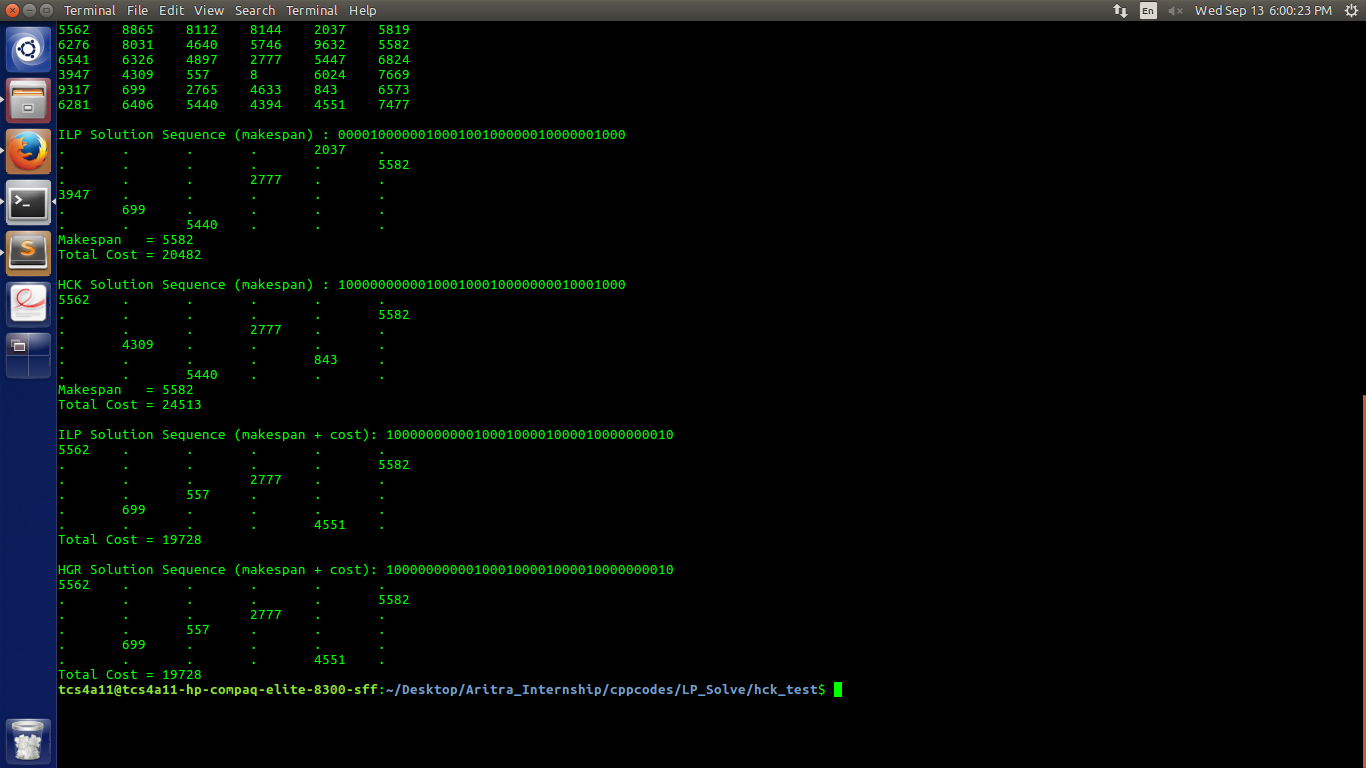 Terminal File Edit View Search Terminal Help En Wed Sep 13 6:00:23 PM
5562 8865 8112 8144 2037 5819
6276 8031 4640 5746 9632 5582
6541 6326 4897 2777 5447 6824
3947 4309 557 8 6024 7669
9317 699 2765 4633 843 6573
6281 6406 5440 4394 4551 7477
ILP Solution Sequence (makespan) : 000010000001000100100000010000001000
. . . . 2037 .
. . . . . 5582
. . . 2777 . .
3947 . . . . .
. 699 . . . .
. . 5440 . . .
Makespan = 5582
Total Cost = 20482
HCK Solution Sequence (makespan) : 100000000001000100010000000010001000
5562 . . . . .
. . . . . 5582
. . . 2777 . .
. 4309 . . . .
. . . . 843 .
. . 5440 . . .
Makespan = 5582
Total Cost = 24513
ILP Solution Sequence (makespan + cost): 100000000001000100001000010000000010
5562 . . . . .
. . . . . 5582
. . . 2777 . .
. . 557 . . .
. 699 . . . .
. . . . 4551 .
Total Cost = 19728
HGR Solution Sequence (makespan + cost): 100000000001000100001000010000000010
5562 . . . . .
. . . . . 5582
. . . 2777 . .
. . 557 . . .
. 699 . . . .
. . . . 4551 .
Total Cost = 19728
tcs4a11@tcs4a11-hp-compaq-elite-8300-sff:~/Desktop/Aritra_Internship/cppcodes/LP_Solve/hck_test$